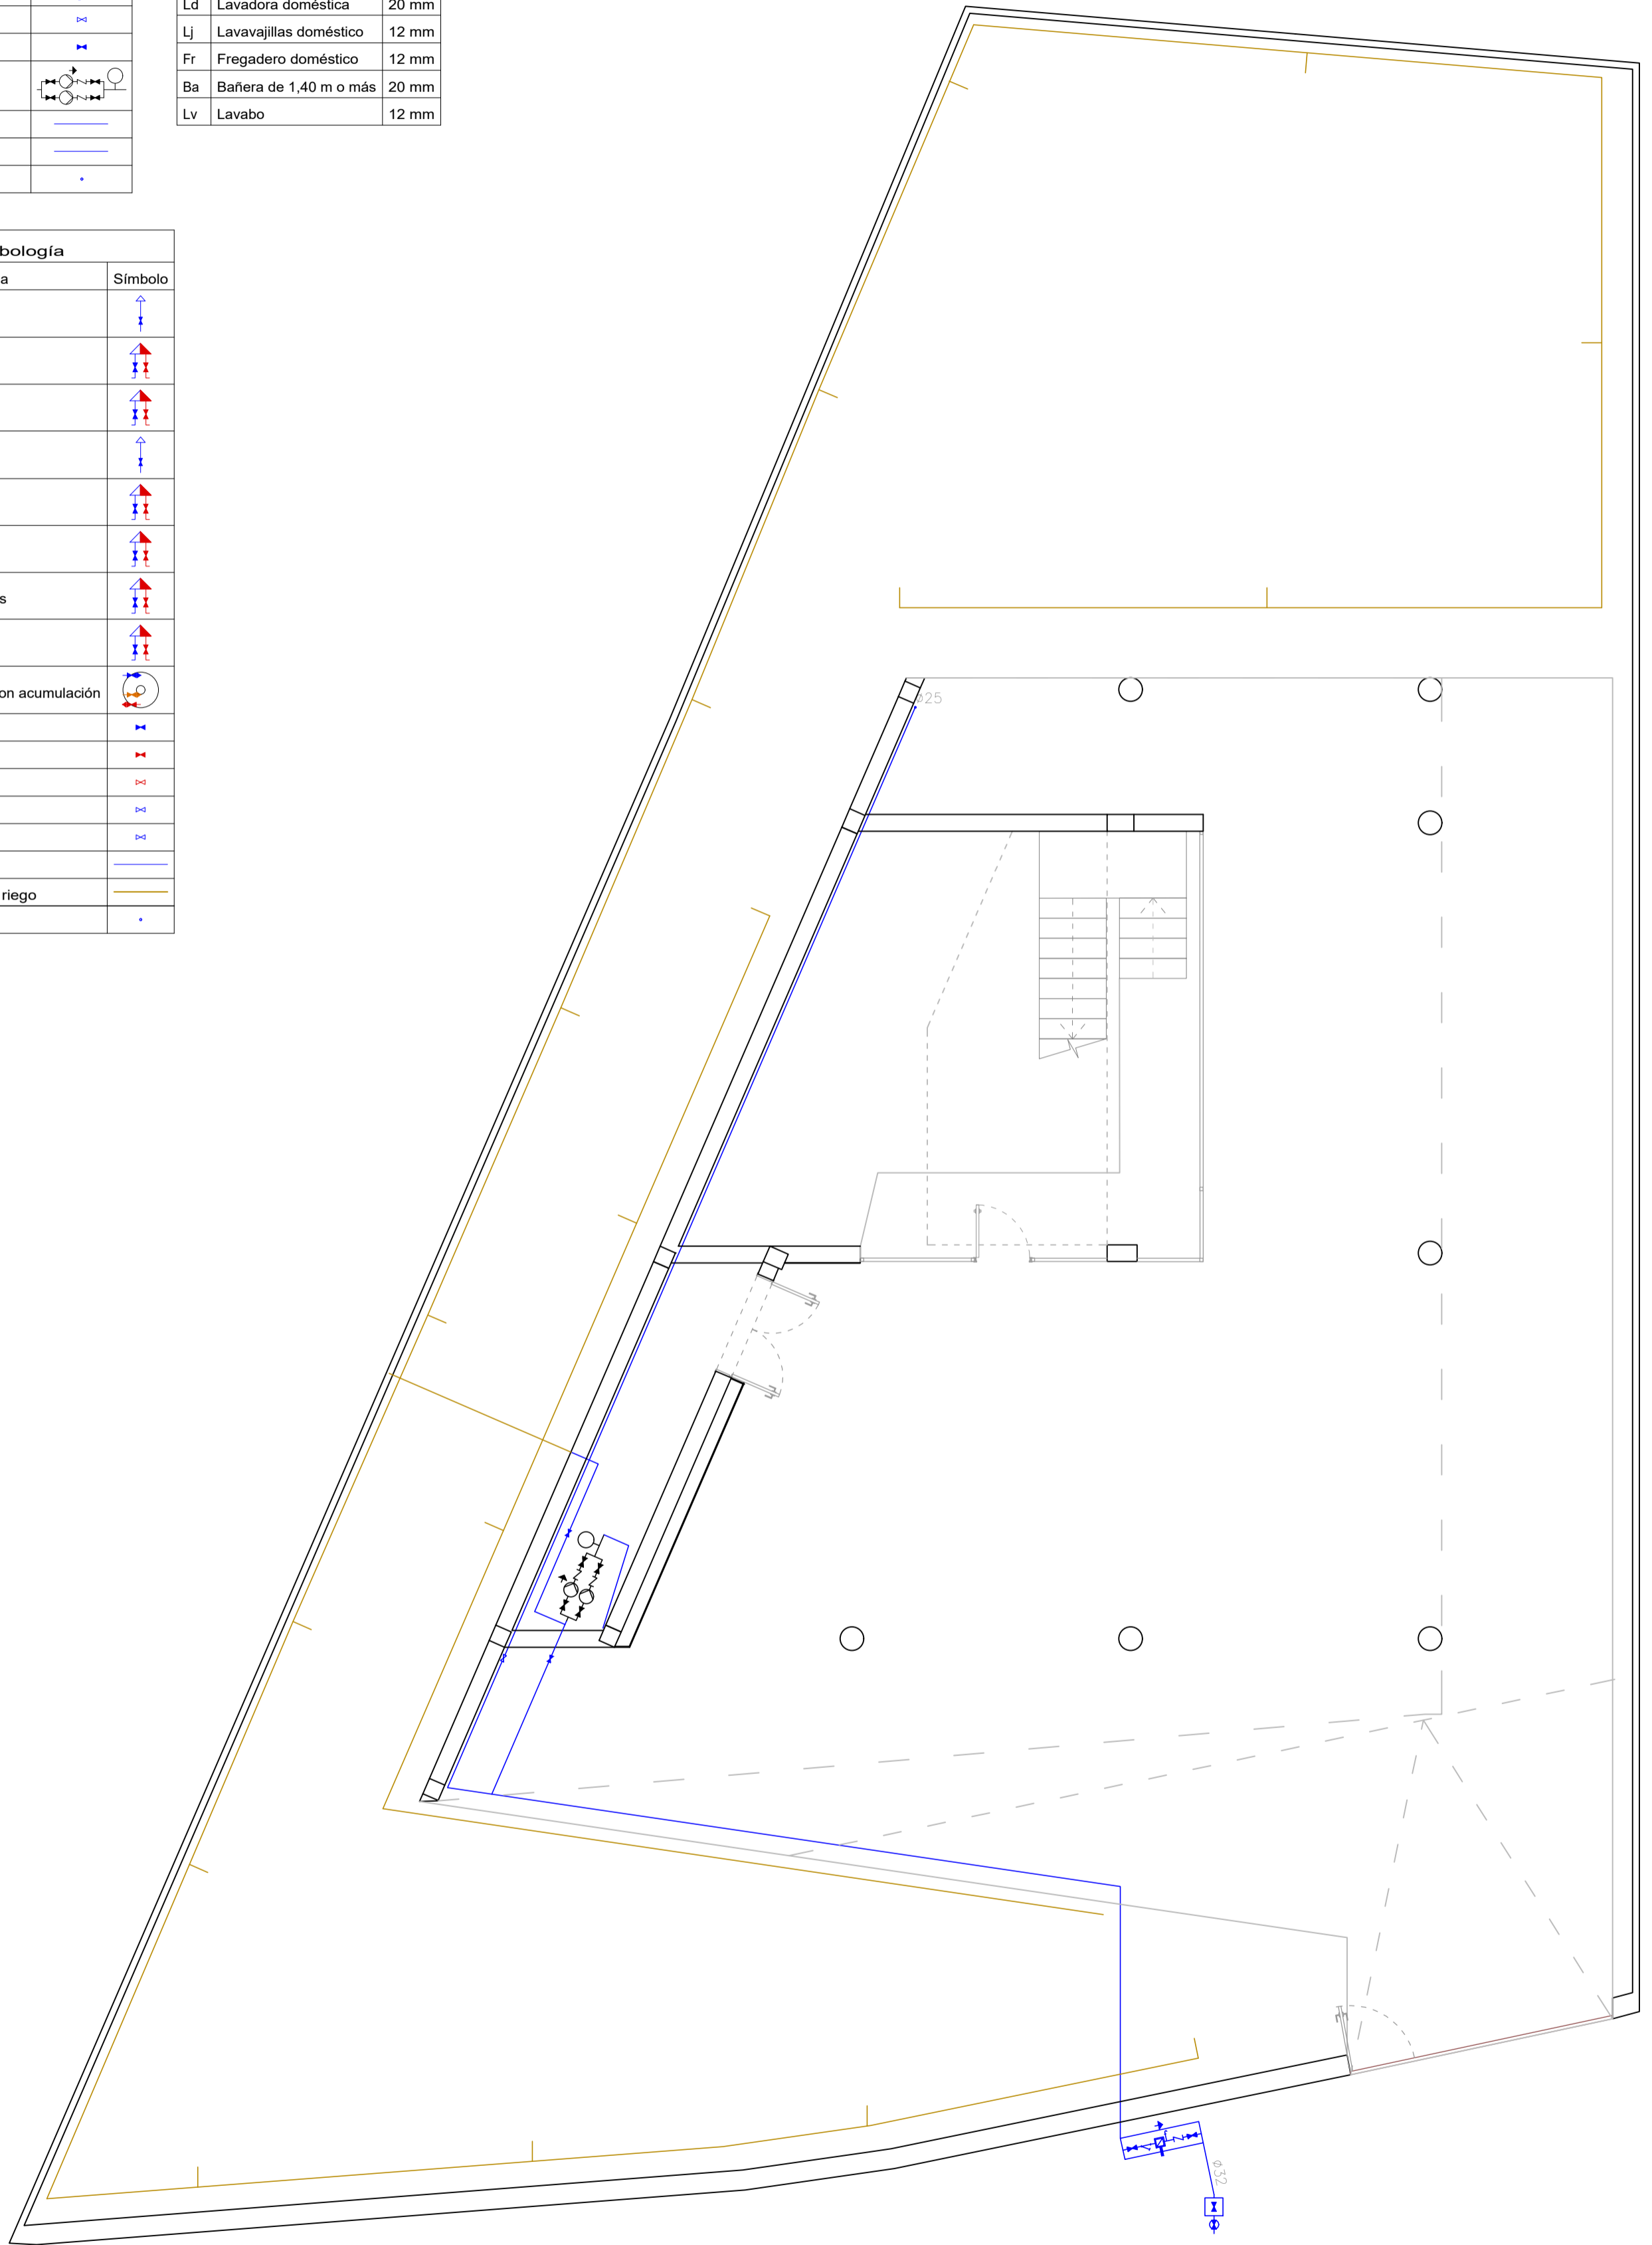 Ld Lavadora doméstica 20 mm
Lj Lavavajillas doméstico 12 mm
Fr Fregadero doméstico 12 mm
Ba Bañera de 1,40 m o más 20 mm
Lv Lavabo 12 mm
bología
a Símbolo
s
on acumulación
riego
ø25
ø32